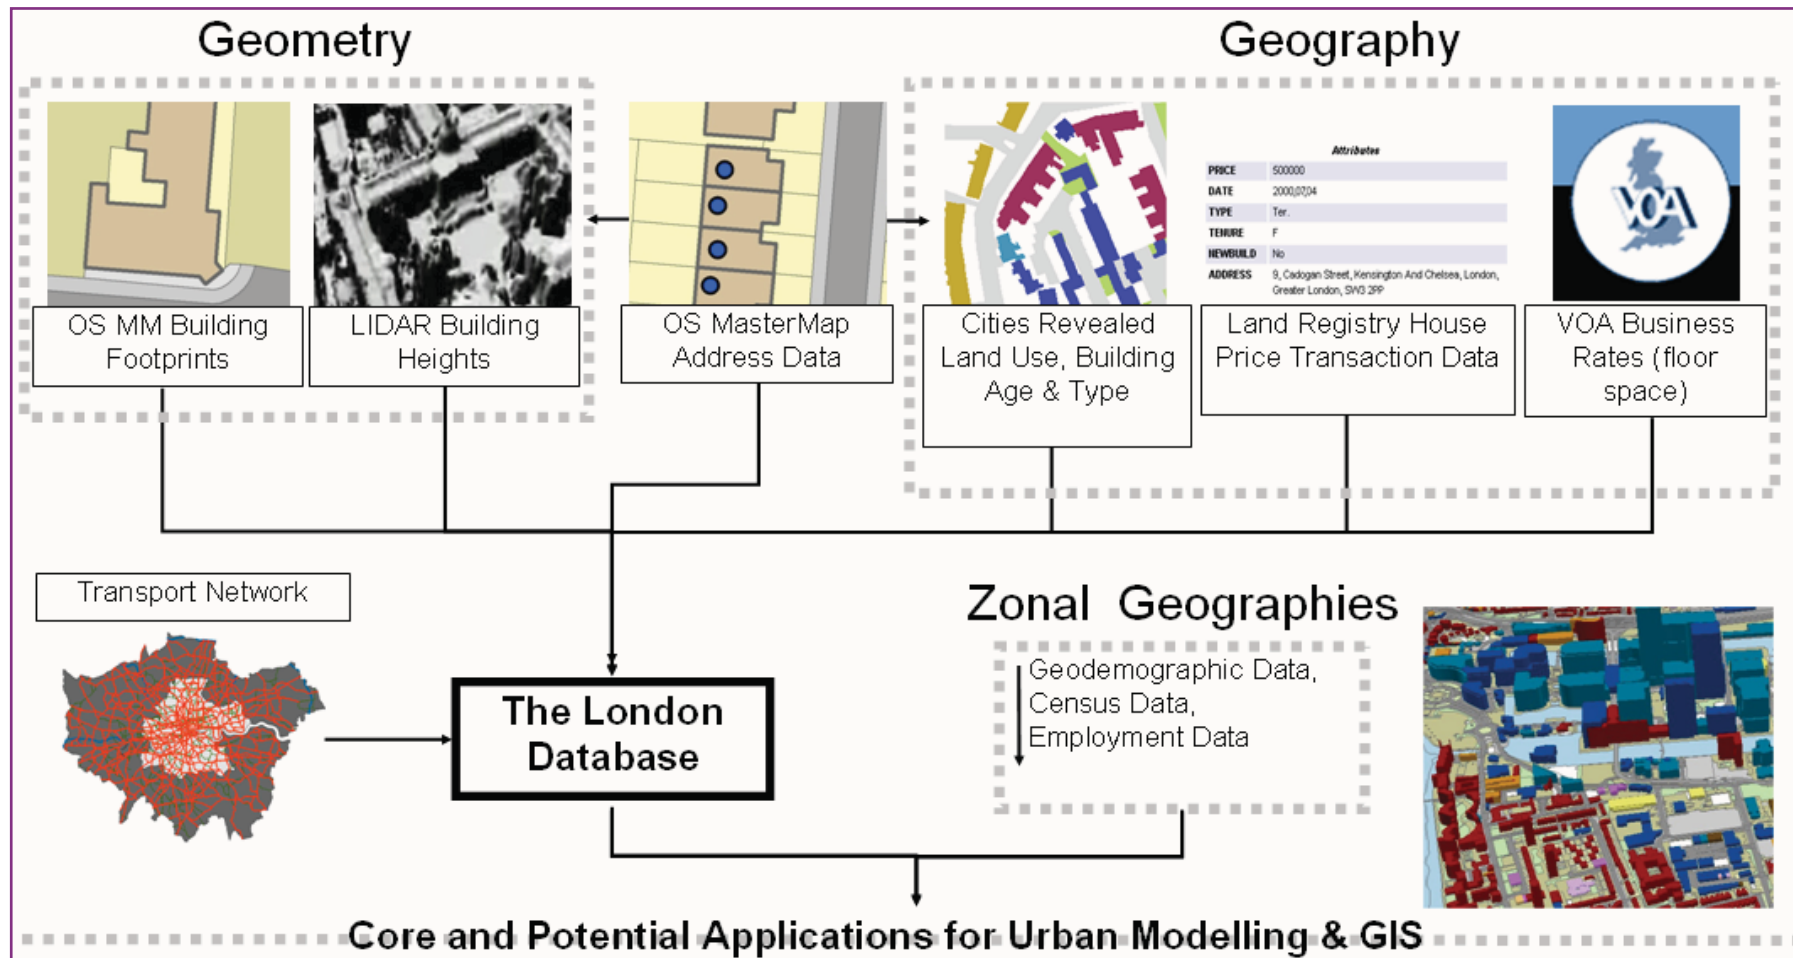 Geometry
Geography
Attributes
PRICE 500000
DATE 2000,07,04
TYPE Ter.
TENURE F
NEWBUILD No
ADDRESS 9, Cadogan Street, Kensington And Chelsea, London,
Greater London, SW3 2PP
VOA
OS MM Building
Footprints
LIDAR Building
Heights
OS MasterMap
Address Data
Cities Revealed
Land Use, Building
Age & Type
Land Registry House
Price Transaction Data
VOA Business
Rates (floor
space)
Transport Network
Zonal Geographies
Geodemographic Data,
Census Data,
Employment Data
The London
Database
Core and Potential Applications for Urban Modelling & GIS